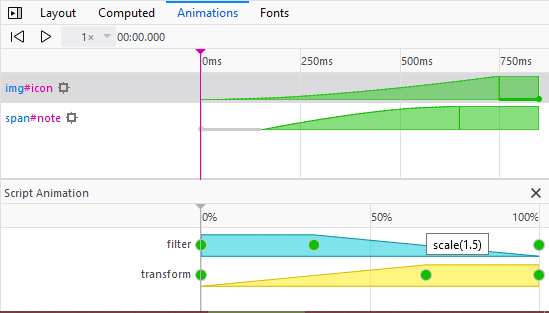 Layout Computed Animations Fonts
1× 00:00.000
0ms 250ms 500ms 750ms
img#icon
span#note
Script Animation
0% 50% 100%
filter
scale(1.5)
transform